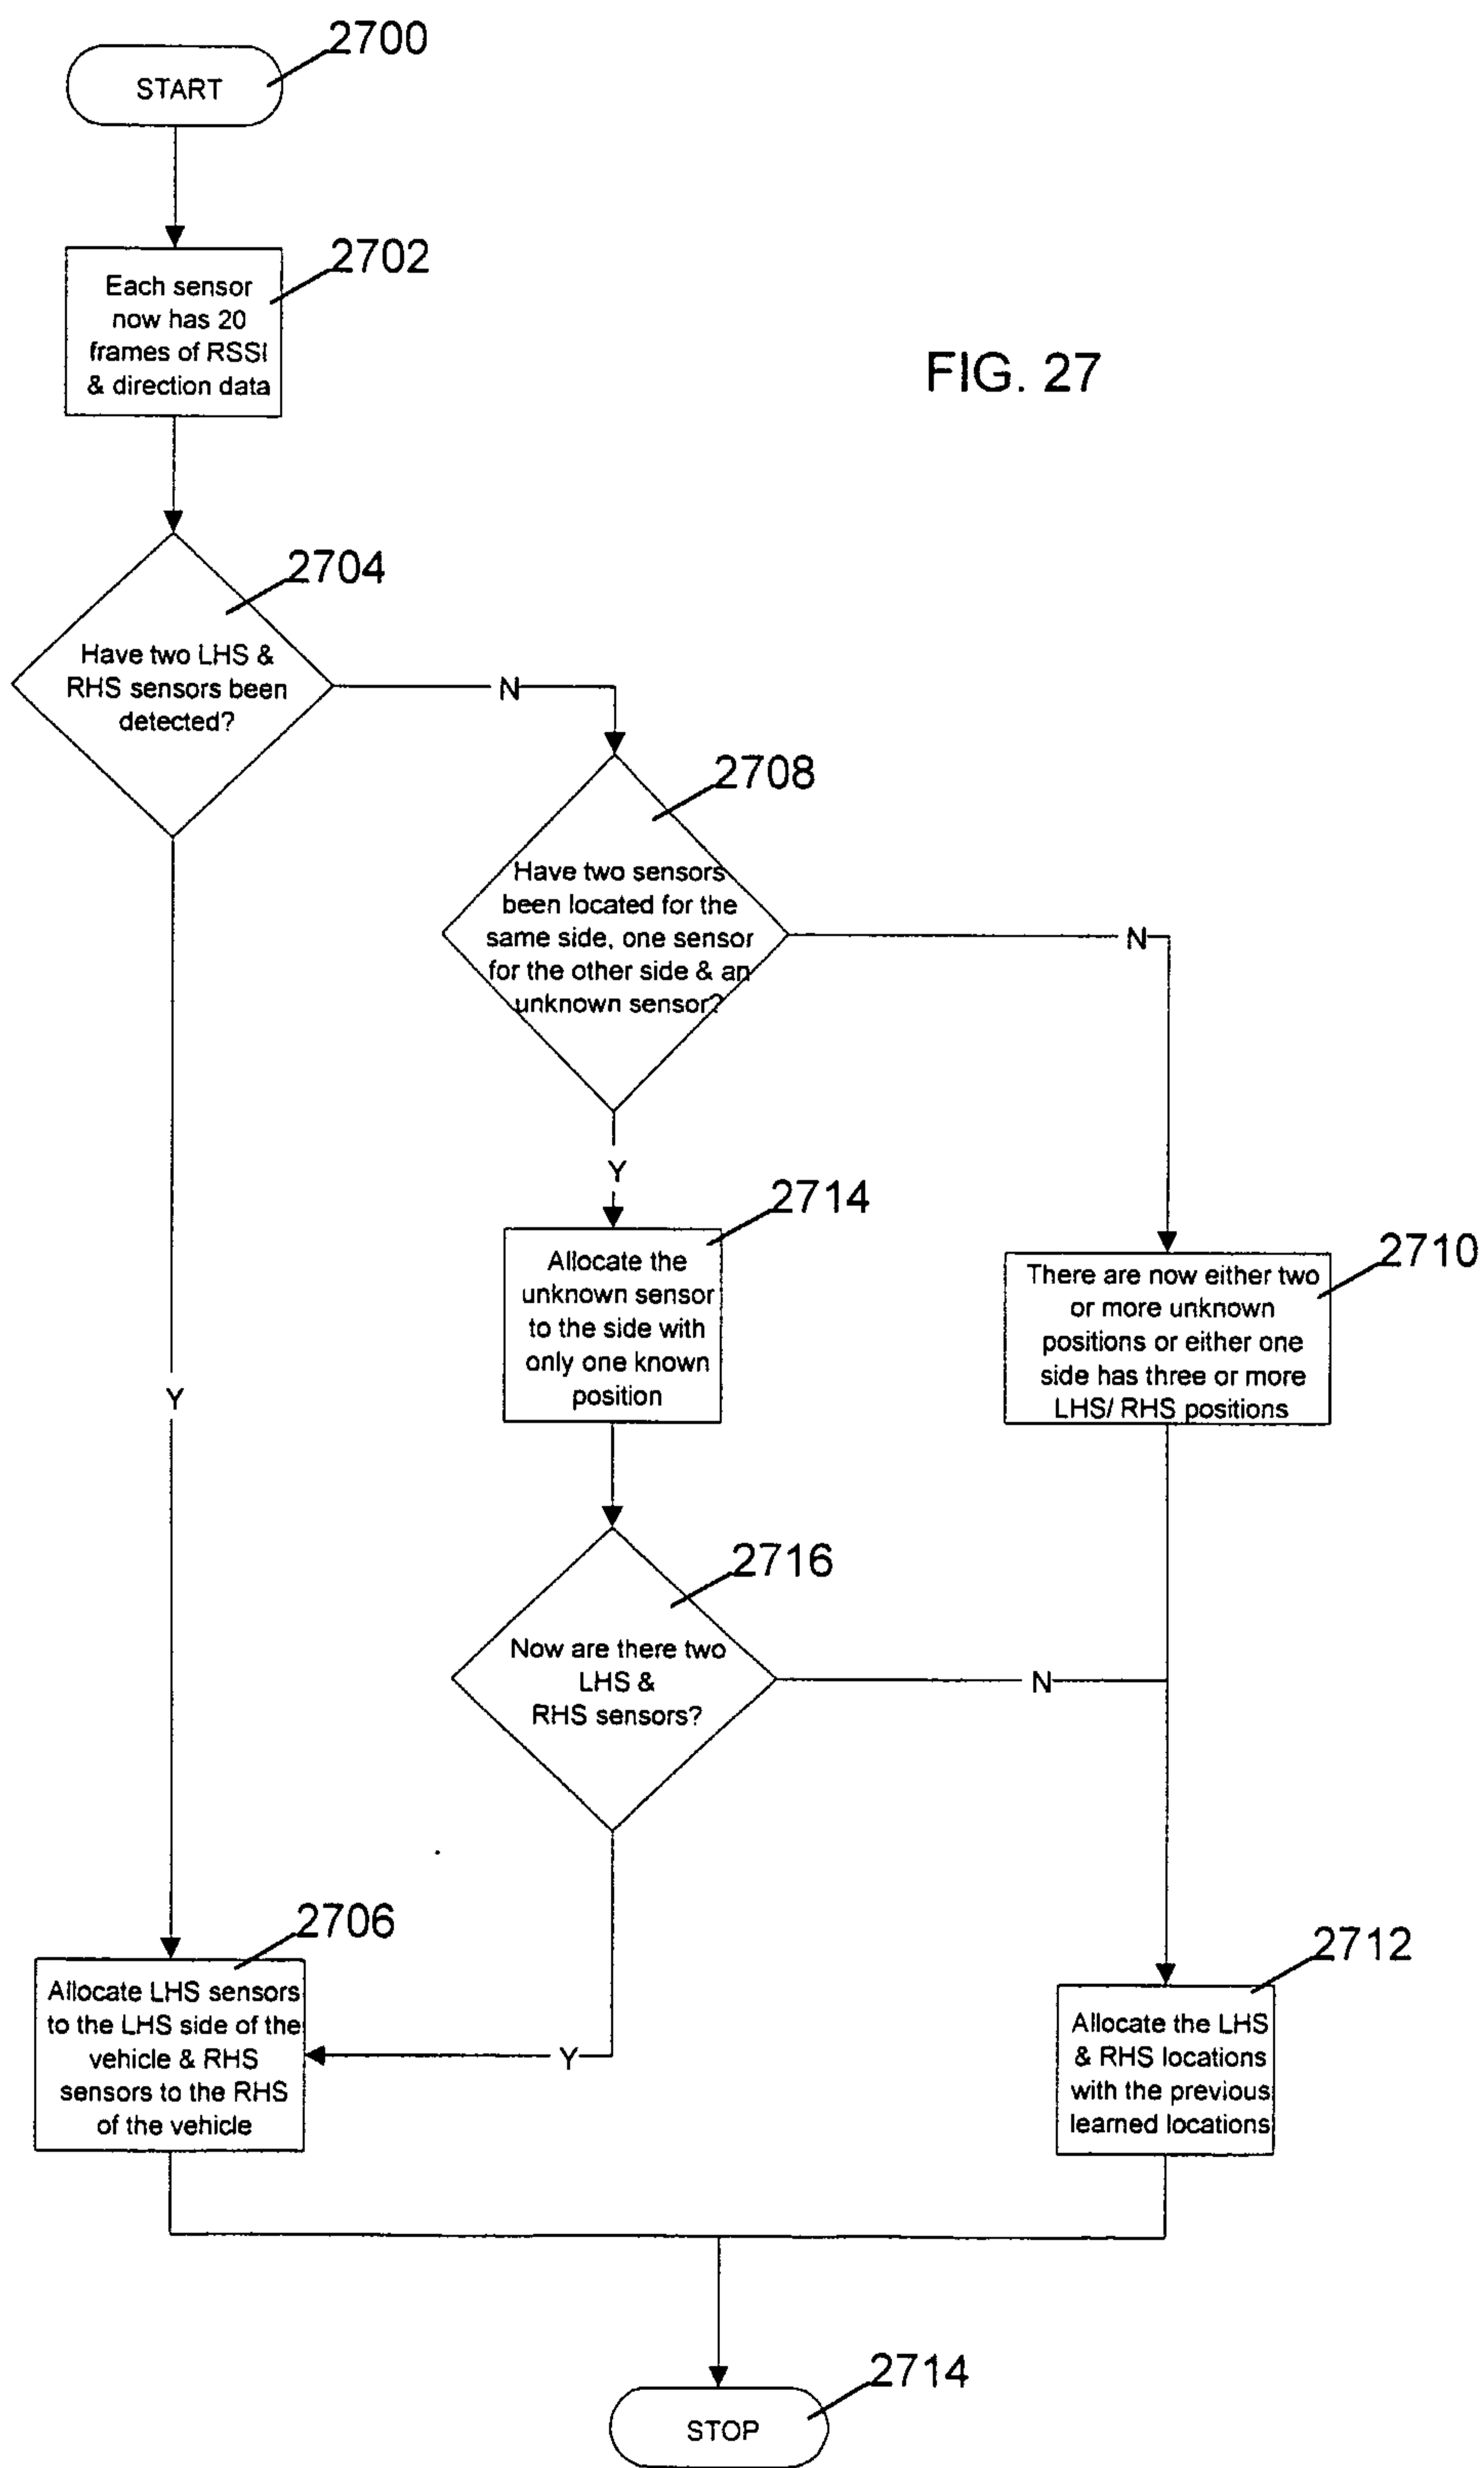 2700
START
2702
Each sensor
now has 20
frames of RSSI
& direction data
FIG. 27
2704
Have two LHS &
RHS sensors been
detected?
N
2708
Have two sensors
been located for the
same side, one sensor
for the other side & an
unknown sensor?
N
Y
2714
Allocate the
unknown sensor
to the side with
only one known
position
2710
There are now either two
or more unknown
positions or either one
side has three or more
LHS/ RHS positions
Y
2716
Now are there two
LHS &
RHS sensors?
N
2706
Allocate LHS sensors
to the LHS side of the
vehicle & RHS
sensors to the RHS
of the vehicle
Y
2712
Allocate the LHS
& RHS locations
with the previous
learned locations
2714
STOP